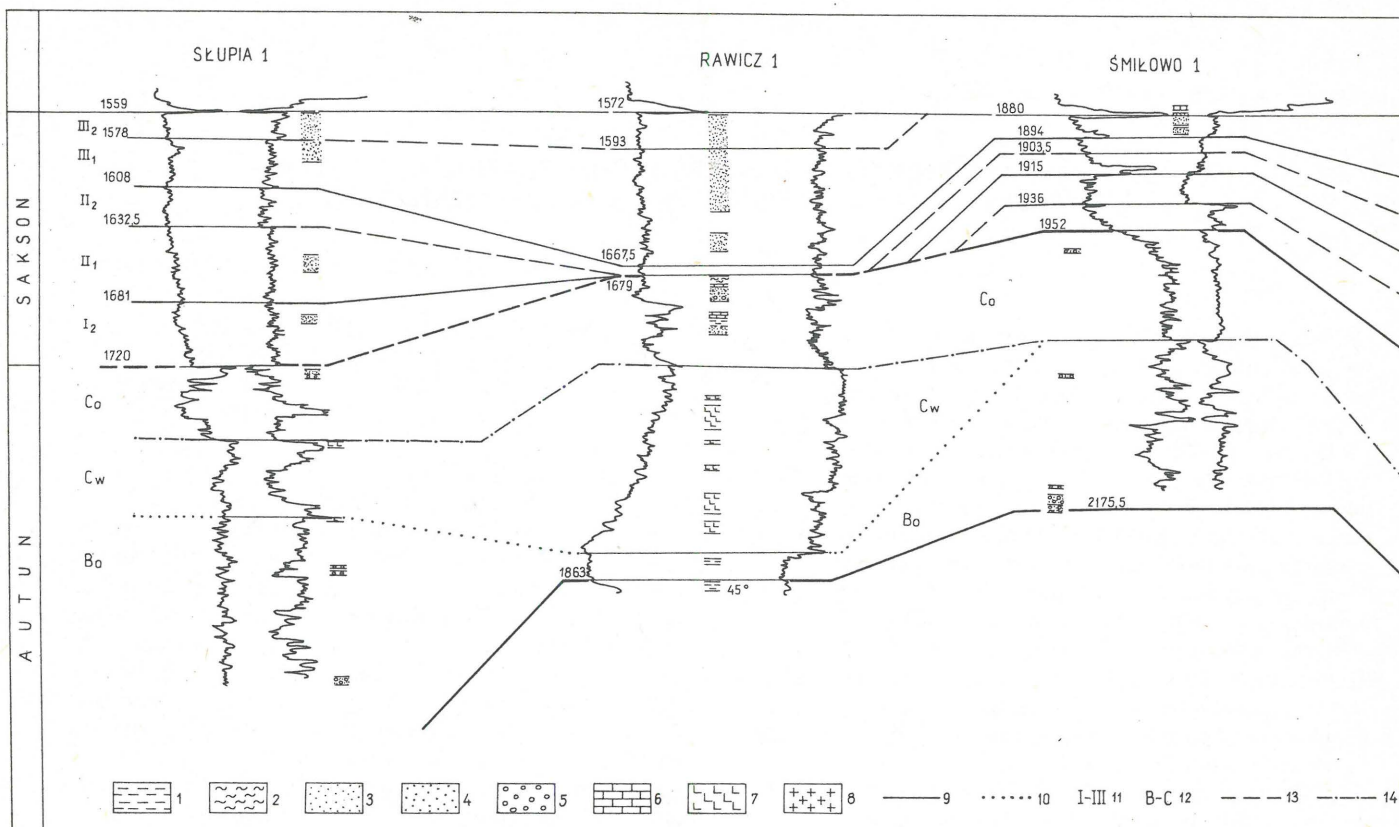 SŁUPIA 1
RAWICZ 1
ŚMIŁOWO 1
SAKSON
AUTUN
1559
III2
1578
III1
1608
II2
1632,5
II1
1681
I2
1720
Co
Cw
Bo
1572
1593
1667,5
1679
1863
45°
Cw
Bo
1880
1894
1903,5
1915
1936
1952
Co
2175,5
1 2 3 4 5 6 7 8 9 10 I-III 11 B-C 12 13 14